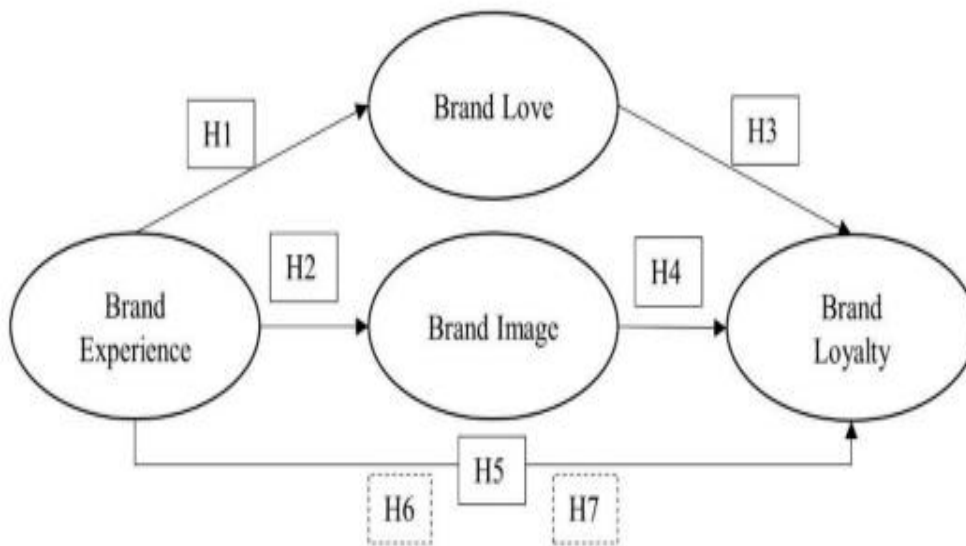 Brand Love
H1
H3
H2
H4
Brand
Experience
Brand Image
Brand
Loyalty
H5
H6
H7